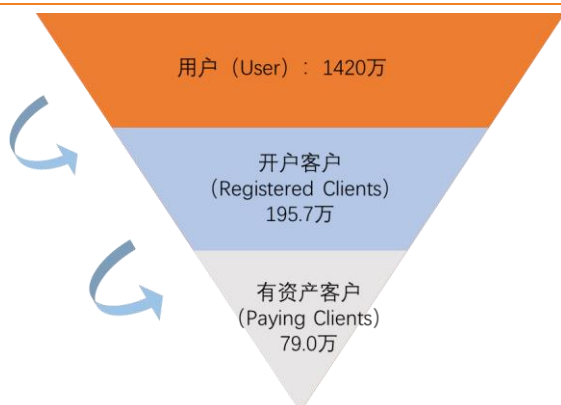 用户（User）：1420万
开户客户
（Registered Clients）
195.7万
有资产客户
（Paying Clients）
79.0万